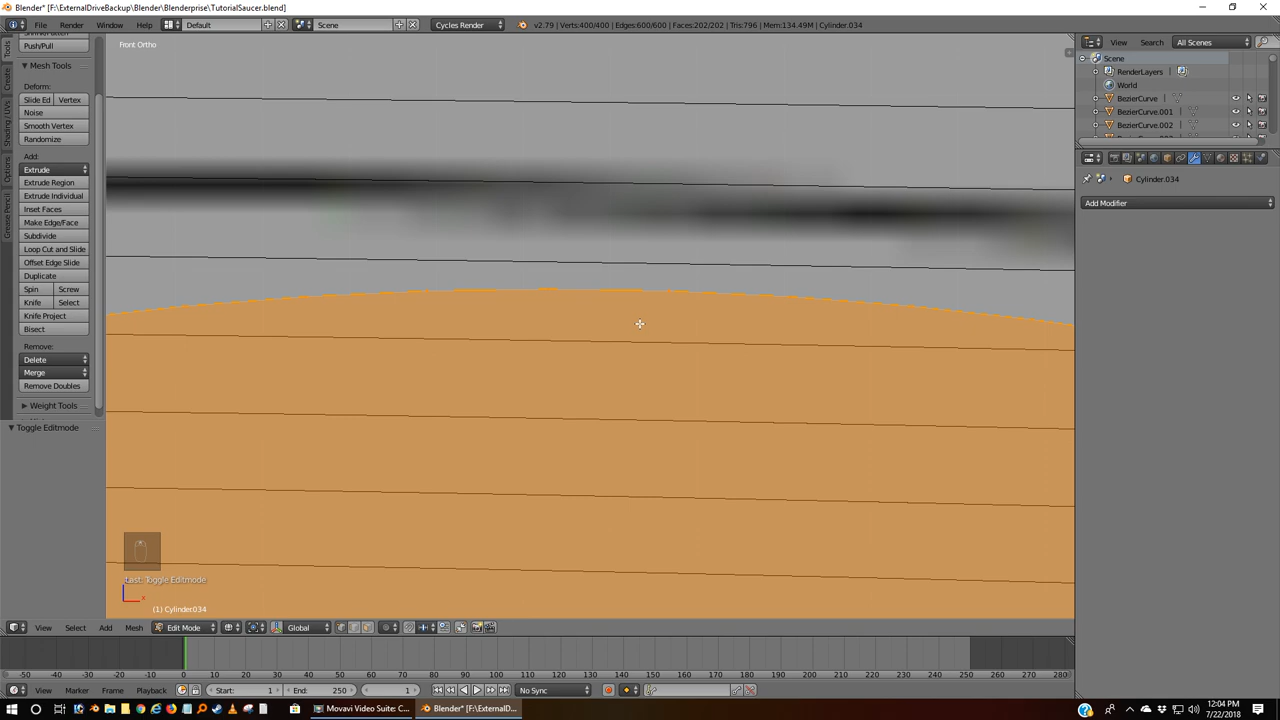 Blender* [F:\ExternalDriveBackup\Blender\Blenderprise\TutorialSaucer.blend]
File Render Window Help Default Scene Cycles Render v2.79 | Verts:400/400 | Edges:600/600 | Faces:202/202 | Tris:796 | Mem:134.49M | Cylinder.034
Front Ortho
View Search All Scenes
Scene
RenderLayers
World
BezierCurve
BezierCurve.001
BezierCurve.002
Cylinder.034
Add Modifier
Tools
Create
Shading / UVs
Options
Grease Pencil
Push/Pull
Mesh Tools
Deform:
Slide Ed Vertex
Noise
Smooth Vertex
Randomize
Add:
Extrude
Extrude Region
Extrude Individual
Inset Faces
Make Edge/Face
Subdivide
Loop Cut and Slide
Offset Edge Slide
Duplicate
Spin Screw
Knife Select
Knife Project
Bisect
Remove:
Delete
Merge
Remove Doubles
Weight Tools
Toggle Editmode
Last: Toggle Editmode
x
(1) Cylinder.034
View Select Add Mesh Edit Mode Global
-50 -40 -30 -20 -10 0 10 20 30 40 50 60 70 80 90 100 110 120 130 140 150 160 170 180 190 200 210 220 230 240 250 260 270 280
View Marker Frame Playback Start: 1 End: 250 1 No Sync
Movavi Video Suite: C... Blender* [F:\ExternalD... 12:04 PM
7/22/2018